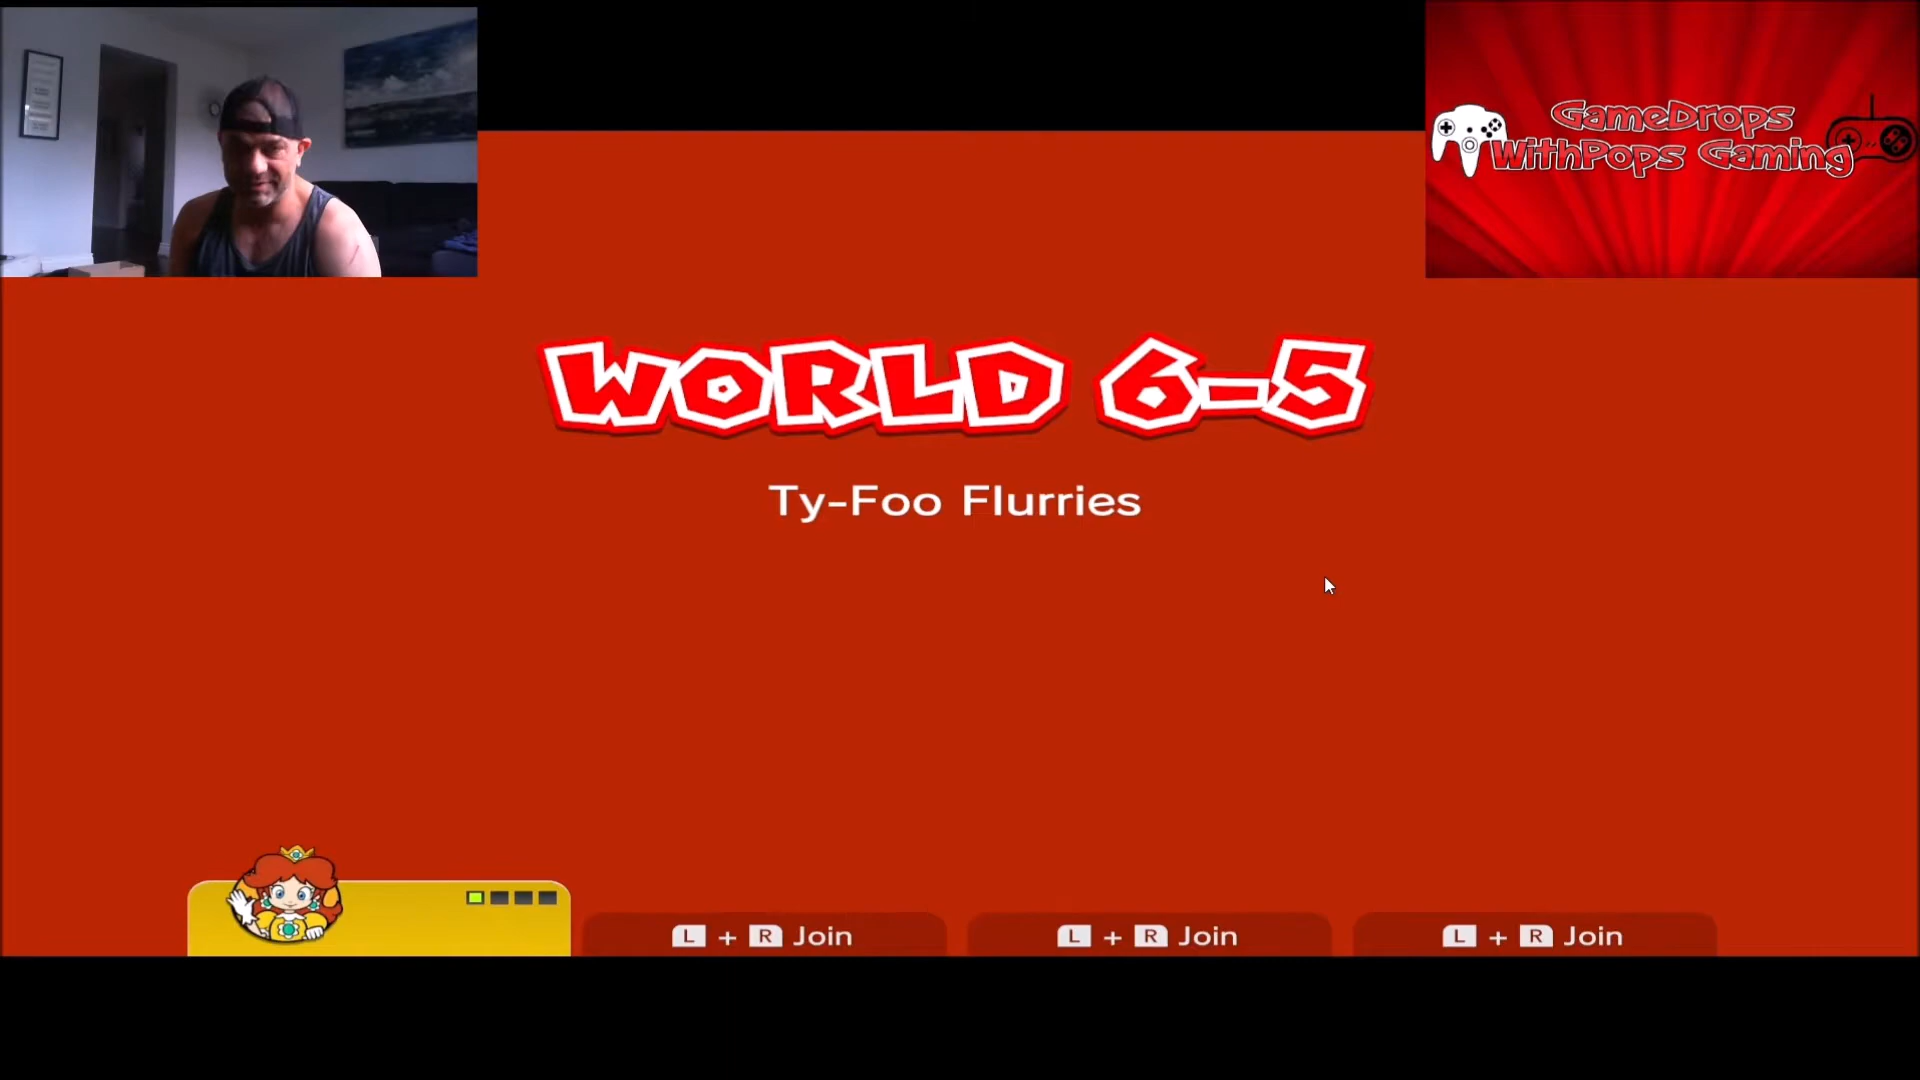 GameDrops
WithPops Gaming
WORLD 6-5
Ty-Foo Flurries
L + R Join
L + R Join
L + R Join